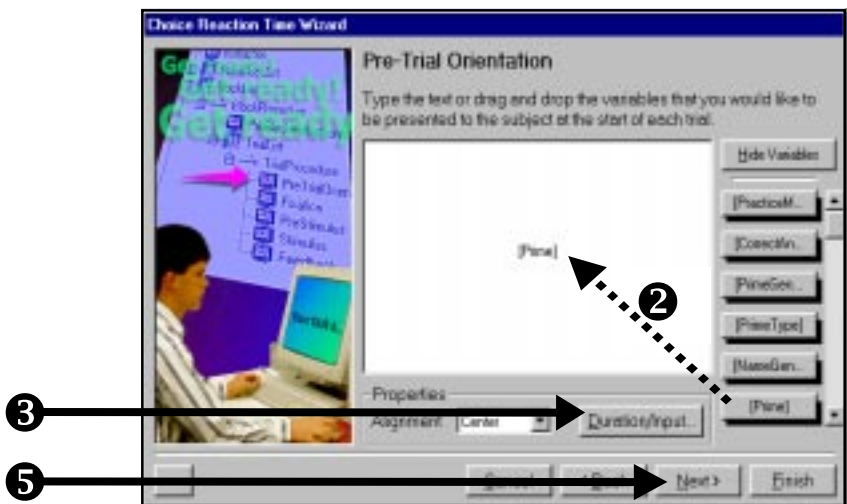 Choice Reaction Time Wizard
Get ready!
Get ready!
Pre-Trial Orientation
Type the text or drag and drop the variables that you would like to
be presented to the subject at the start of each trial.
Hide Variables
[PracticeM...
[CorrectAn...
[PrimeGen...
[PrimeType]
[NameGen...
[Prime]
[Prime]
2
TrialProcedure
Fixation
PreStimulus
Stimulus
Feedback
Properties
3
Alignment
Center
Duration/Input...
5
Next >
Finish